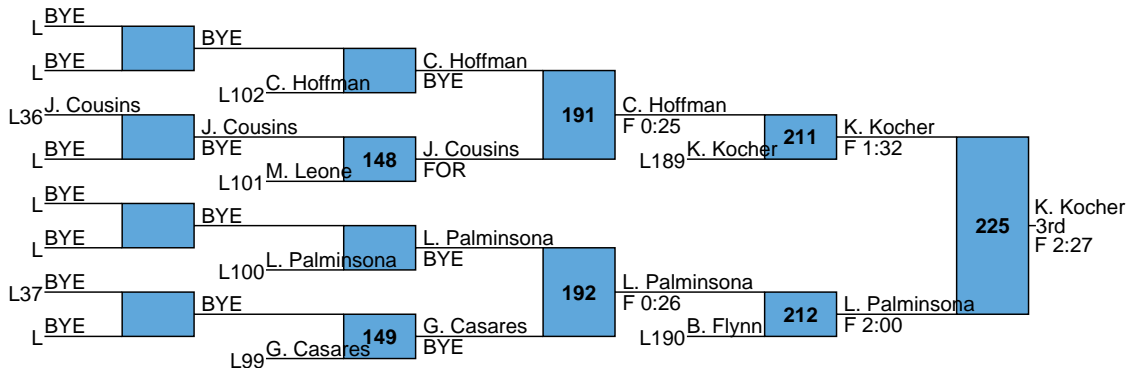 L BYE
L BYE
BYE
L102 C. Hoffman
C. Hoffman
BYE
L36 J. Cousins
L BYE
J. Cousins
BYE
L101 M. Leone
148
J. Cousins
FOR
191
C. Hoffman
F 0:25
L189 K. Kocher
211
K. Kocher
F 1:32
L BYE
L BYE
BYE
L100 L. Palminsona
L. Palminsona
BYE
L37 BYE
L BYE
BYE
L99 G. Casares
149
G. Casares
BYE
192
L. Palminsona
F 0:26
L190 B. Flynn
212
L. Palminsona
F 2:00
225
K. Kocher
3rd
F 2:27